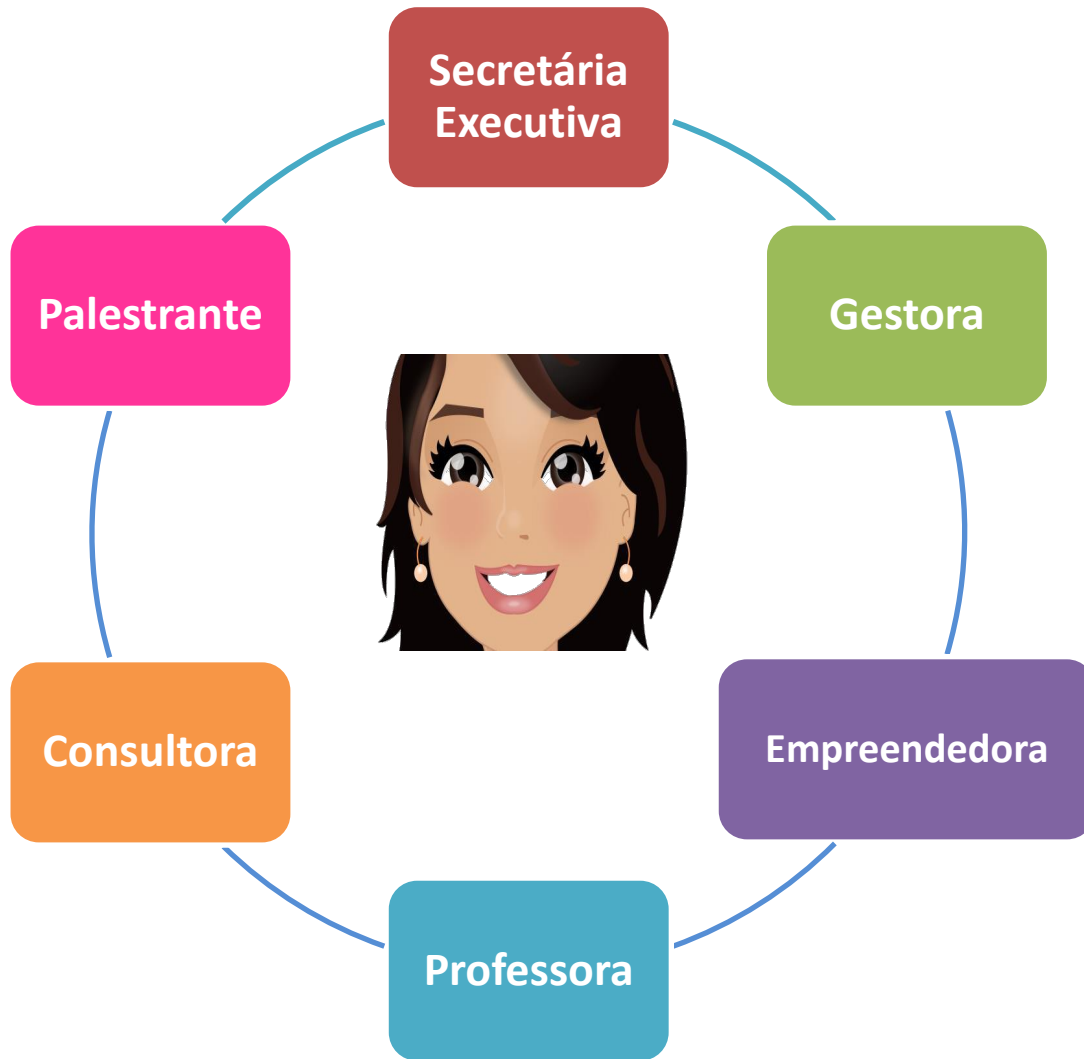 Secretária
Executiva
Palestrante
Gestora
Consultora
Empreendedora
Professora